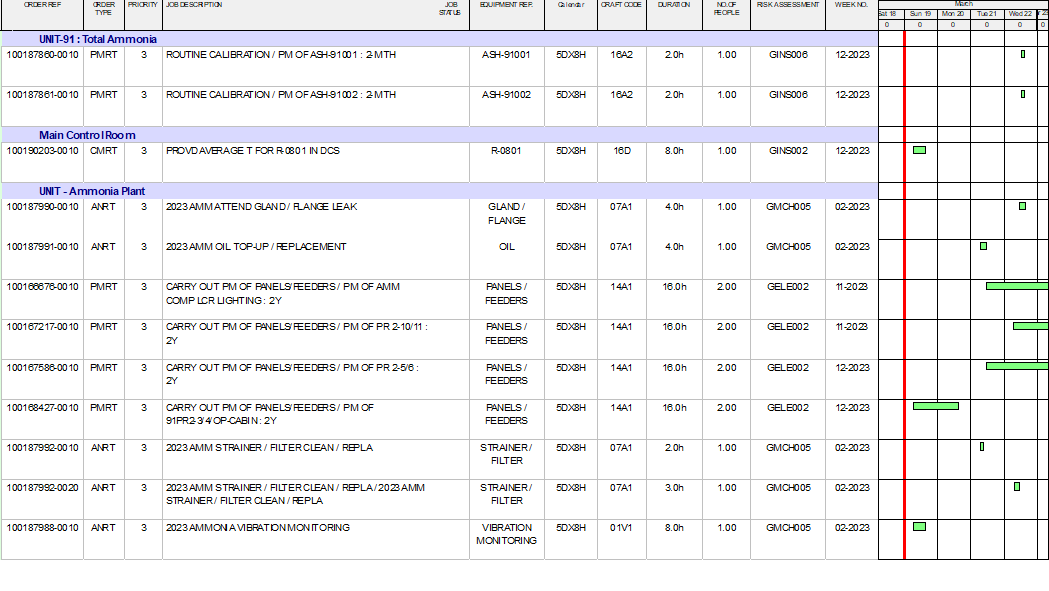 ORDER REF ORDER TYPE PRIORITY JOB DESCRIPTION JOB STATUS EQUIPMENT REF. Calendar CRAFT CODE DURATION NO.OF PEOPLE RISK ASSESSMENT WEEK NO. March
Sat 18 Sun 19 Mon 20 Tue 21 Wed 22
0 0 0 0 0 0
UNIT-91 : Total Ammonia
100187860-0010 PMRT 3 ROUTINE CALIBRATION / PM OF ASH-91001 : 2-MTH ASH-91001 5DX8H 16A2 2.0h 1.00 GINS006 12-2023
100187861-0010 PMRT 3 ROUTINE CALIBRATION / PM OF ASH-91002 : 2-MTH ASH-91002 5DX8H 16A2 2.0h 1.00 GINS006 12-2023
Main Control Room
100190203-0010 CMRT 3 PROVD AVERAGE T FOR R-0801 IN DCS R-0801 5DX8H 16D 8.0h 1.00 GINS002 12-2023
UNIT - Ammonia Plant
100187990-0010 ANRT 3 2023 AMM ATTEND GLAND / FLANGE LEAK GLAND / 5DX8H 07A1 4.0h 1.00 GMCH005 02-2023
FLANGE
100187991-0010 ANRT 3 2023 AMM OIL TOP-UP / REPLACEMENT OIL 5DX8H 07A1 4.0h 1.00 GMCH005 02-2023
100166676-0010 PMRT 3 CARRY OUT PM OF PANELS/FEEDERS / PM OF AMM PANELS / 5DX8H 14A1 16.0h 2.00 GELE002 11-2023
COMP LCR LIGHTING : 2Y FEEDERS
100167217-0010 PMRT 3 CARRY OUT PM OF PANELS/FEEDERS / PM OF PR 2-10/11 : PANELS / 5DX8H 14A1 16.0h 2.00 GELE002 11-2023
2Y FEEDERS
100167586-0010 PMRT 3 CARRY OUT PM OF PANELS/FEEDERS / PM OF PR 2-5/6 : PANELS / 5DX8H 14A1 16.0h 2.00 GELE002 12-2023
2Y FEEDERS
100168427-0010 PMRT 3 CARRY OUT PM OF PANELS/FEEDERS / PM OF PANELS / 5DX8H 14A1 16.0h 2.00 GELE002 12-2023
91PR2-3/4/OP-CABIN : 2Y FEEDERS
100187992-0010 ANRT 3 2023 AMM STRAINER / FILTER CLEAN / REPLA STRAINER / 5DX8H 07A1 2.0h 1.00 GMCH005 02-2023
FILTER
100187992-0020 ANRT 3 2023 AMM STRAINER / FILTER CLEAN / REPLA / 2023 AMM STRAINER / 5DX8H 07A1 3.0h 1.00 GMCH005 02-2023
STRAINER / FILTER CLEAN / REPLA FILTER
100187988-0010 ANRT 3 2023 AMMONIA VIBRATION MONITORING VIBRATION 5DX8H 01V1 8.0h 1.00 GMCH005 02-2023
MONITORING